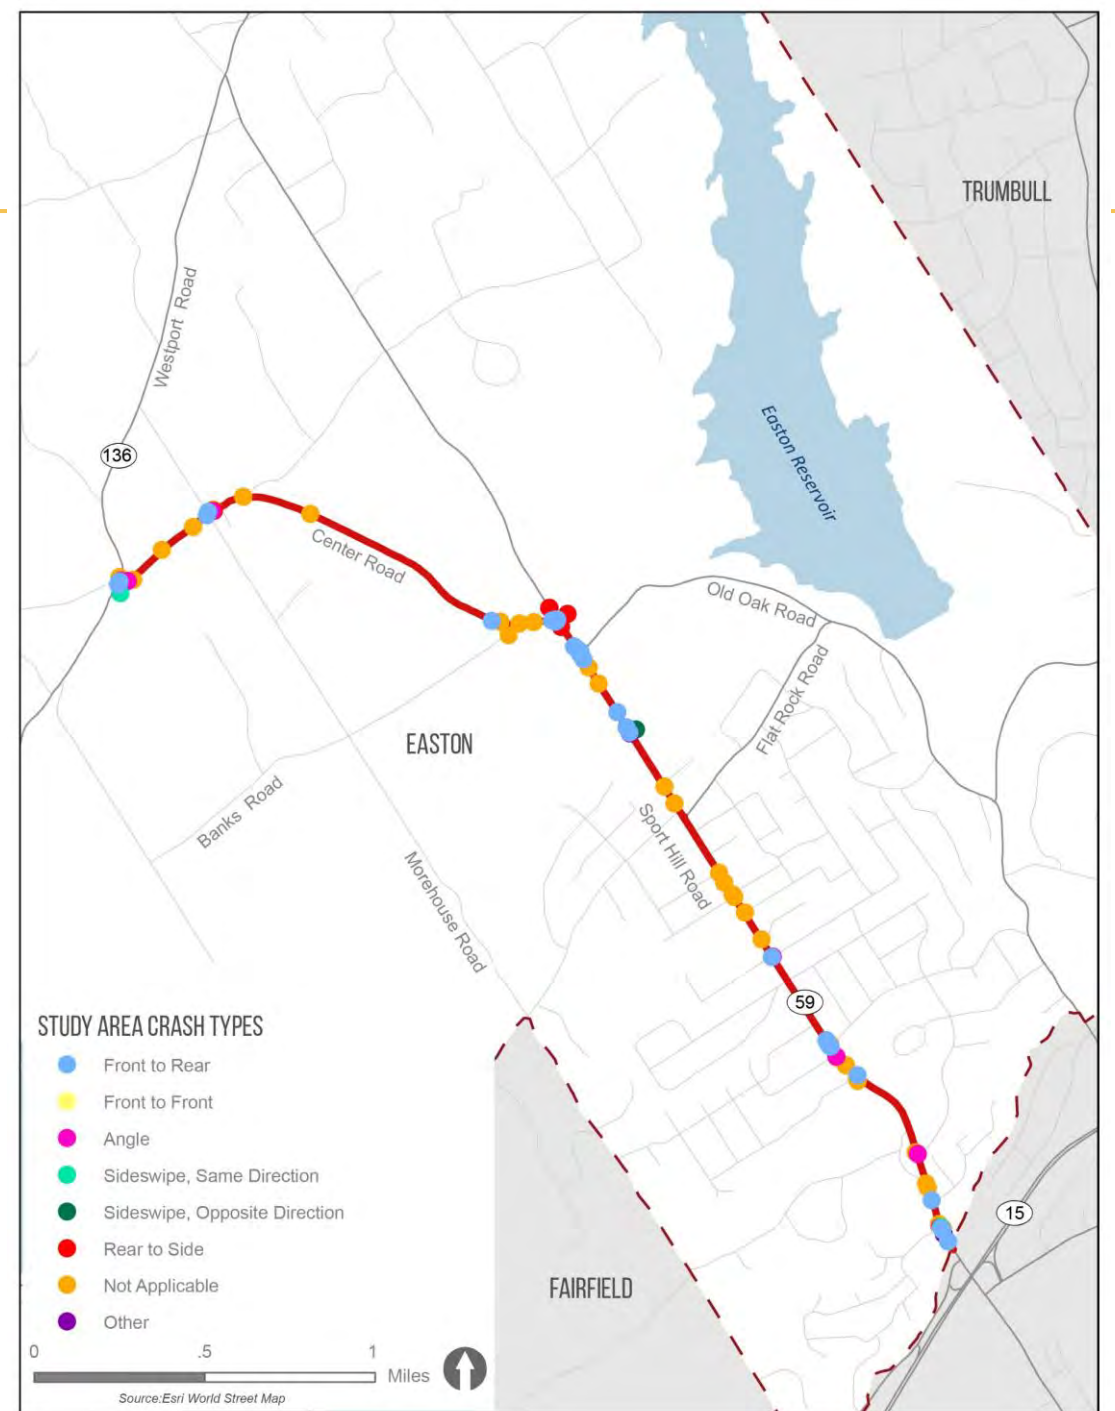 TRUMBULL
Westport Road
136
Easton Reservoir
Center Road
Old Oak Road
Flat Rock Road
EASTON
Banks Road
Sport Hill Road
Morehouse Road
59
STUDY AREA CRASH TYPES
Front to Rear
Front to Front
Angle
Sideswipe, Same Direction
Sideswipe, Opposite Direction
Rear to Side
Not Applicable
Other
15
FAIRFIELD
0 .5 1
Miles
Source:Esri World Street Map